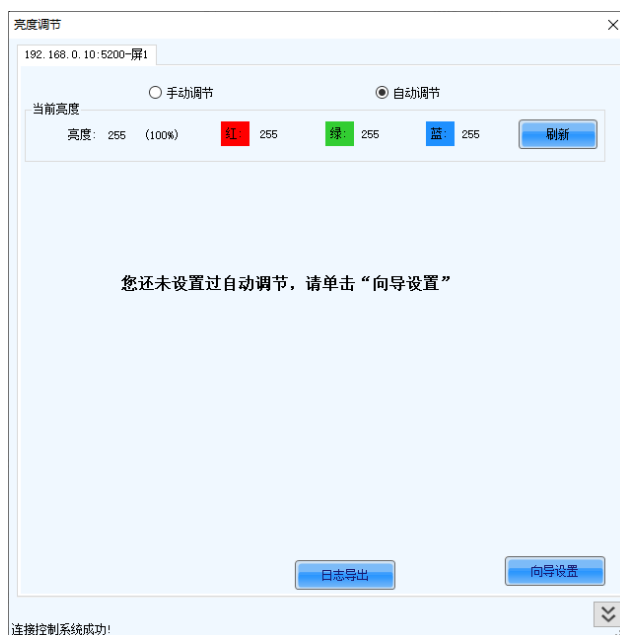 亮度调节
192.168.0.10:5200-屏1
手动调节 自动调节
当前亮度
亮度: 255 (100%) 红: 255 绿: 255 蓝: 255 刷新
您还未设置过自动调节，请单击“向导设置”
日志导出 向导设置
连接控制系统成功!